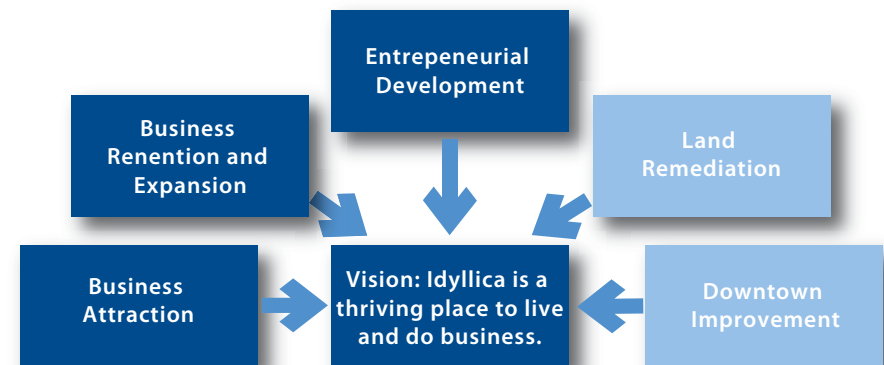 Entrepeneurial
Development
Business
Renention and
Expansion
Land
Remediation
Business
Attraction
Vision: Idyllica is a
thriving place to live
and do business.
Downtown
Improvement